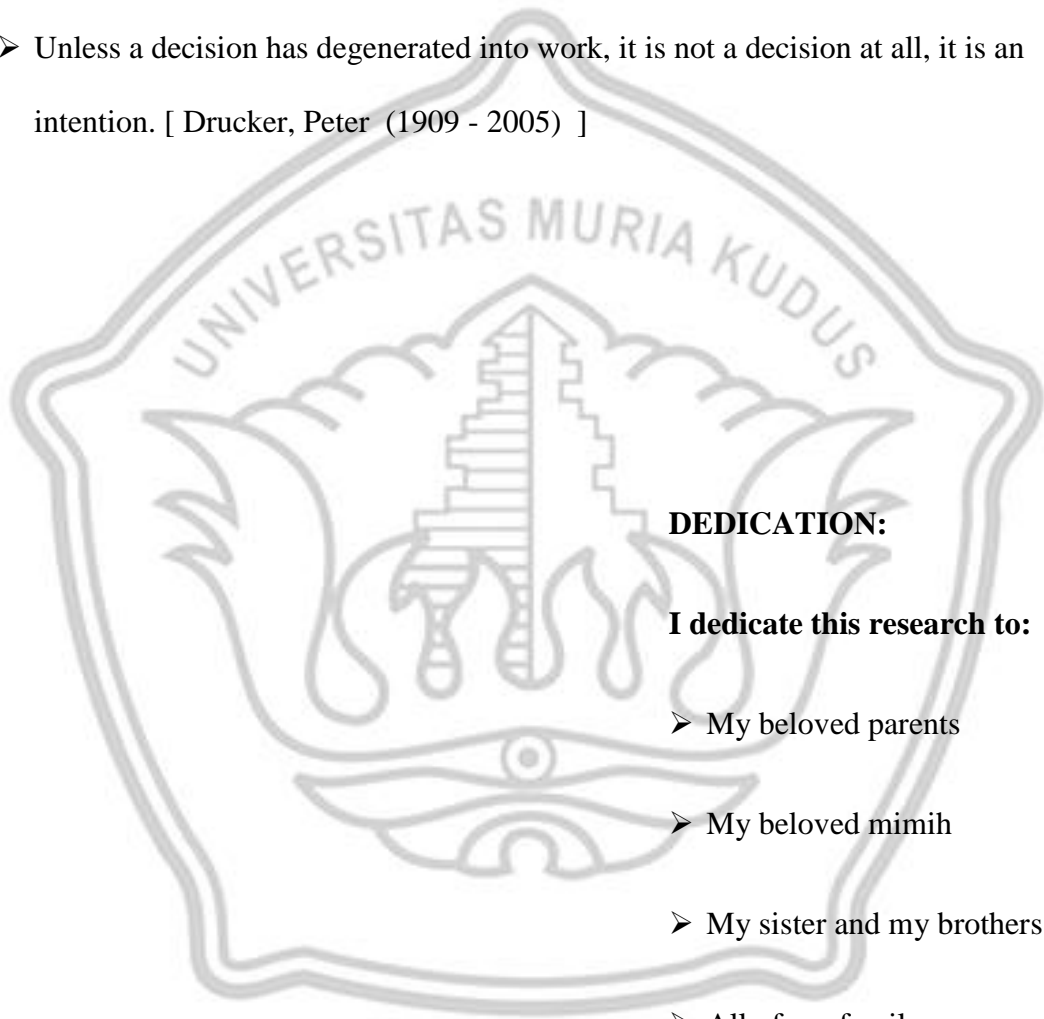 ➢ Unless a decision has degenerated into work, it is not a decision at all, it is an
intention. [ Drucker, Peter (1909 - 2005) ]
UNIVERSITAS MURIA KUDUS
DEDICATION:
I dedicate this research to:
➢ My beloved parents
➢ My beloved mimih
➢ My sister and my brothers